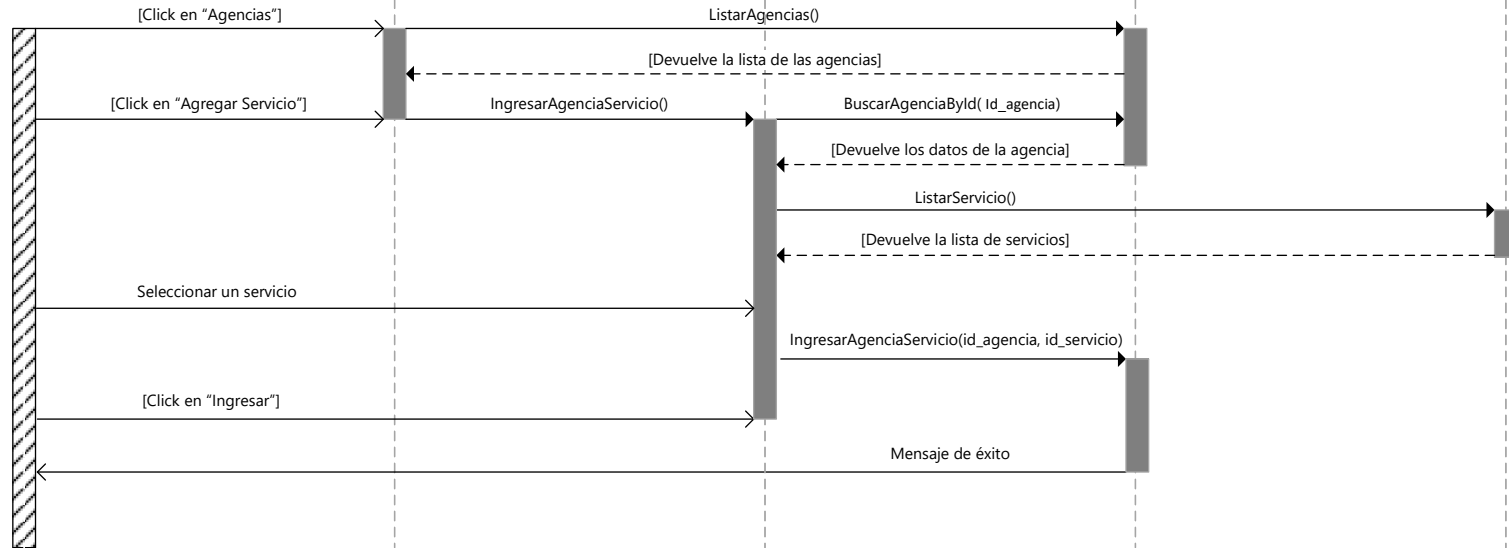 [Click en “Agencias“]
ListarAgencias()
[Devuelve la lista de las agencias]
[Click en “Agregar Servicio”]
IngresarAgenciaServicio()
BuscarAgenciaById( Id_agencia)
[Devuelve los datos de la agencia]
ListarServicio()
[Devuelve la lista de servicios]
Seleccionar un servicio
IngresarAgenciaServicio(id_agencia, id_servicio)
[Click en “Ingresar“]
Mensaje de éxito